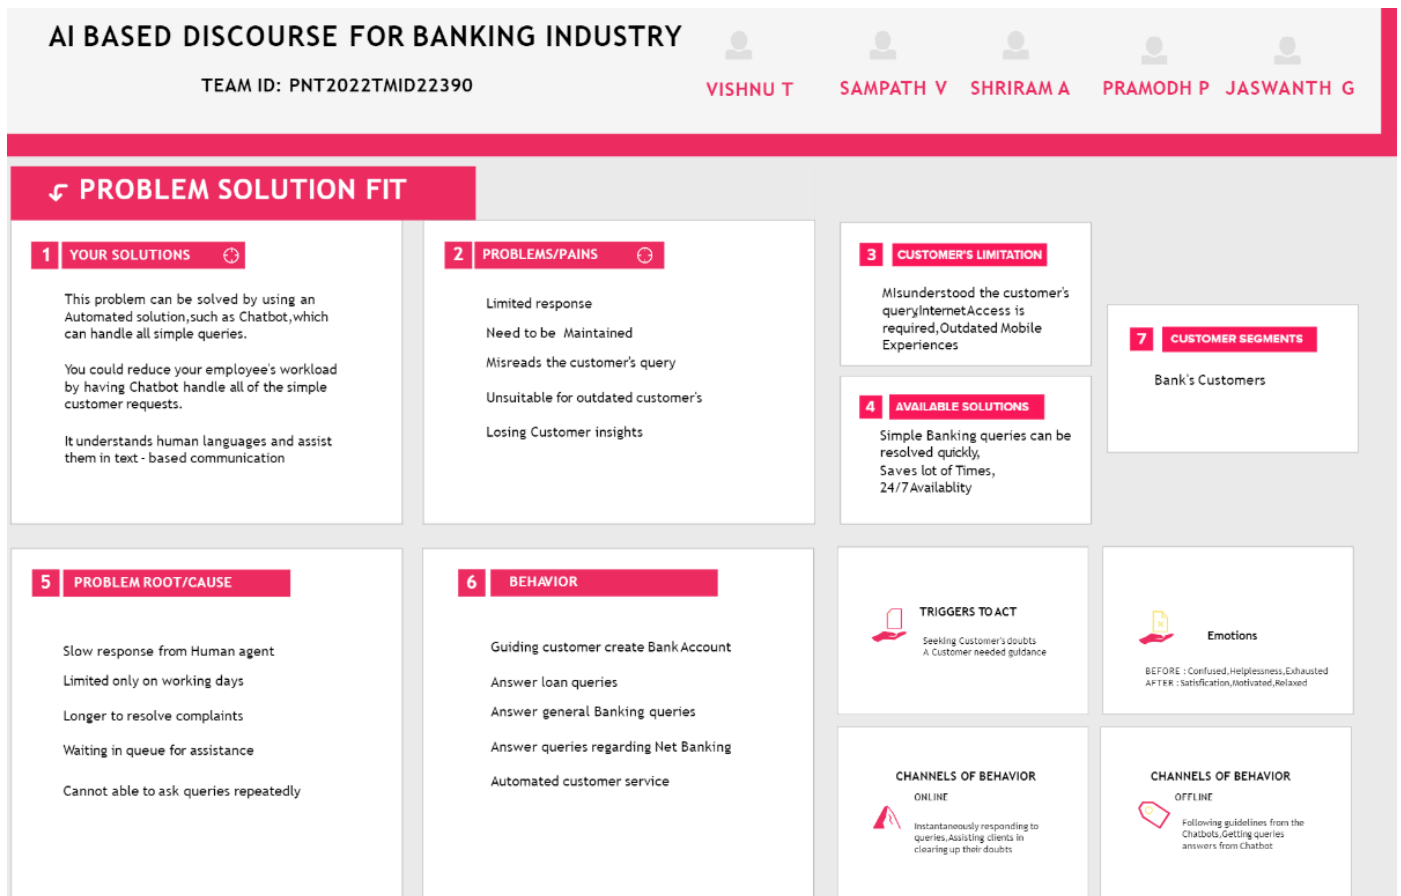 AI BASED DISCOURSE FOR BANKING INDUSTRY
TEAM ID: PNT2022TMID22390
VISHNU T
SAMPATH V
SHRIRAM A
PRAMODH P
JASWANTH G
PROBLEM SOLUTION FIT
1 YOUR SOLUTIONS
This problem can be solved by using an
Automated solution,such as Chatbot,which
can handle all simple queries.
You could reduce your employee's workload
by having Chatbot handle all of the simple
customer requests.
It understands human languages and assist
them in text - based communication
2 PROBLEMS/PAINS
Limited response
Need to be Maintained
Misreads the customer's query
Unsuitable for outdated customer's
Losing Customer insights
3 CUSTOMER'S LIMITATION
MIsunderstood the customer's
query,InternetAccess is
required,Outdated Mobile
Experiences
4 AVAILABLE SOLUTIONS
Simple Banking queries can be
resolved quickly,
Saves lot of Times,
24/7 Availablity
7 CUSTOMER SEGMENTS
Bank's Customers
5 PROBLEM ROOT/CAUSE
Slow response from Human agent
Limited only on working days
Longer to resolve complaints
Waiting in queue for assistance
Cannot able to ask queries repeatedly
6 BEHAVIOR
Guiding customer create Bank Account
Answer loan queries
Answer general Banking queries
Answer queries regarding Net Banking
Automated customer service
TRIGGERS TO ACT
Seeking Customer's doubts
A Customer needed guidance
Emotions
BEFORE : Confused,Helplessness,Exhausted
AFTER : Satisfication,Motivated,Relaxed
CHANNELS OF BEHAVIOR
ONLINE
Instantaneously responding to
queries,Assisting clients in
clearing up their doubts
CHANNELS OF BEHAVIOR
OFFLINE
Following guidelines from the
Chatbots,Getting queries
answers from Chatbot